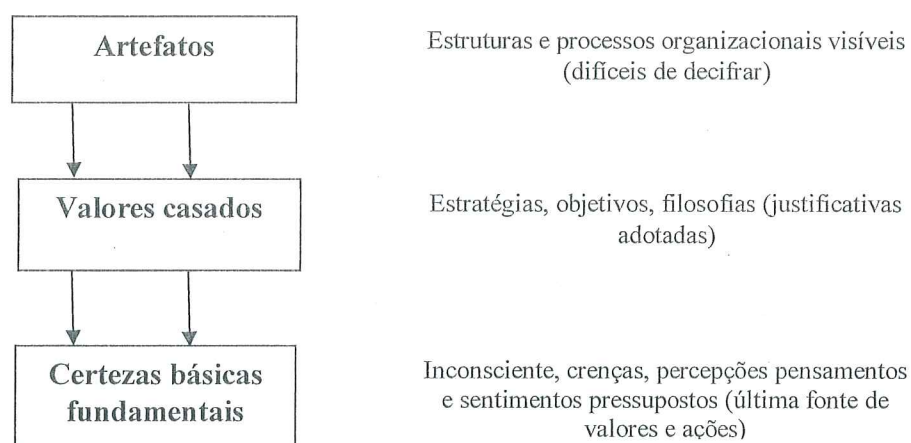 Artefatos
Estruturas e processos organizacionais visíveis
(difíceis de decifrar)
Valores casados
Estratégias, objetivos, filosofias (justificativas
adotadas)
Certezas básicas
fundamentais
Inconsciente, crenças, percepções pensamentos
e sentimentos pressupostos (última fonte de
valores e ações)